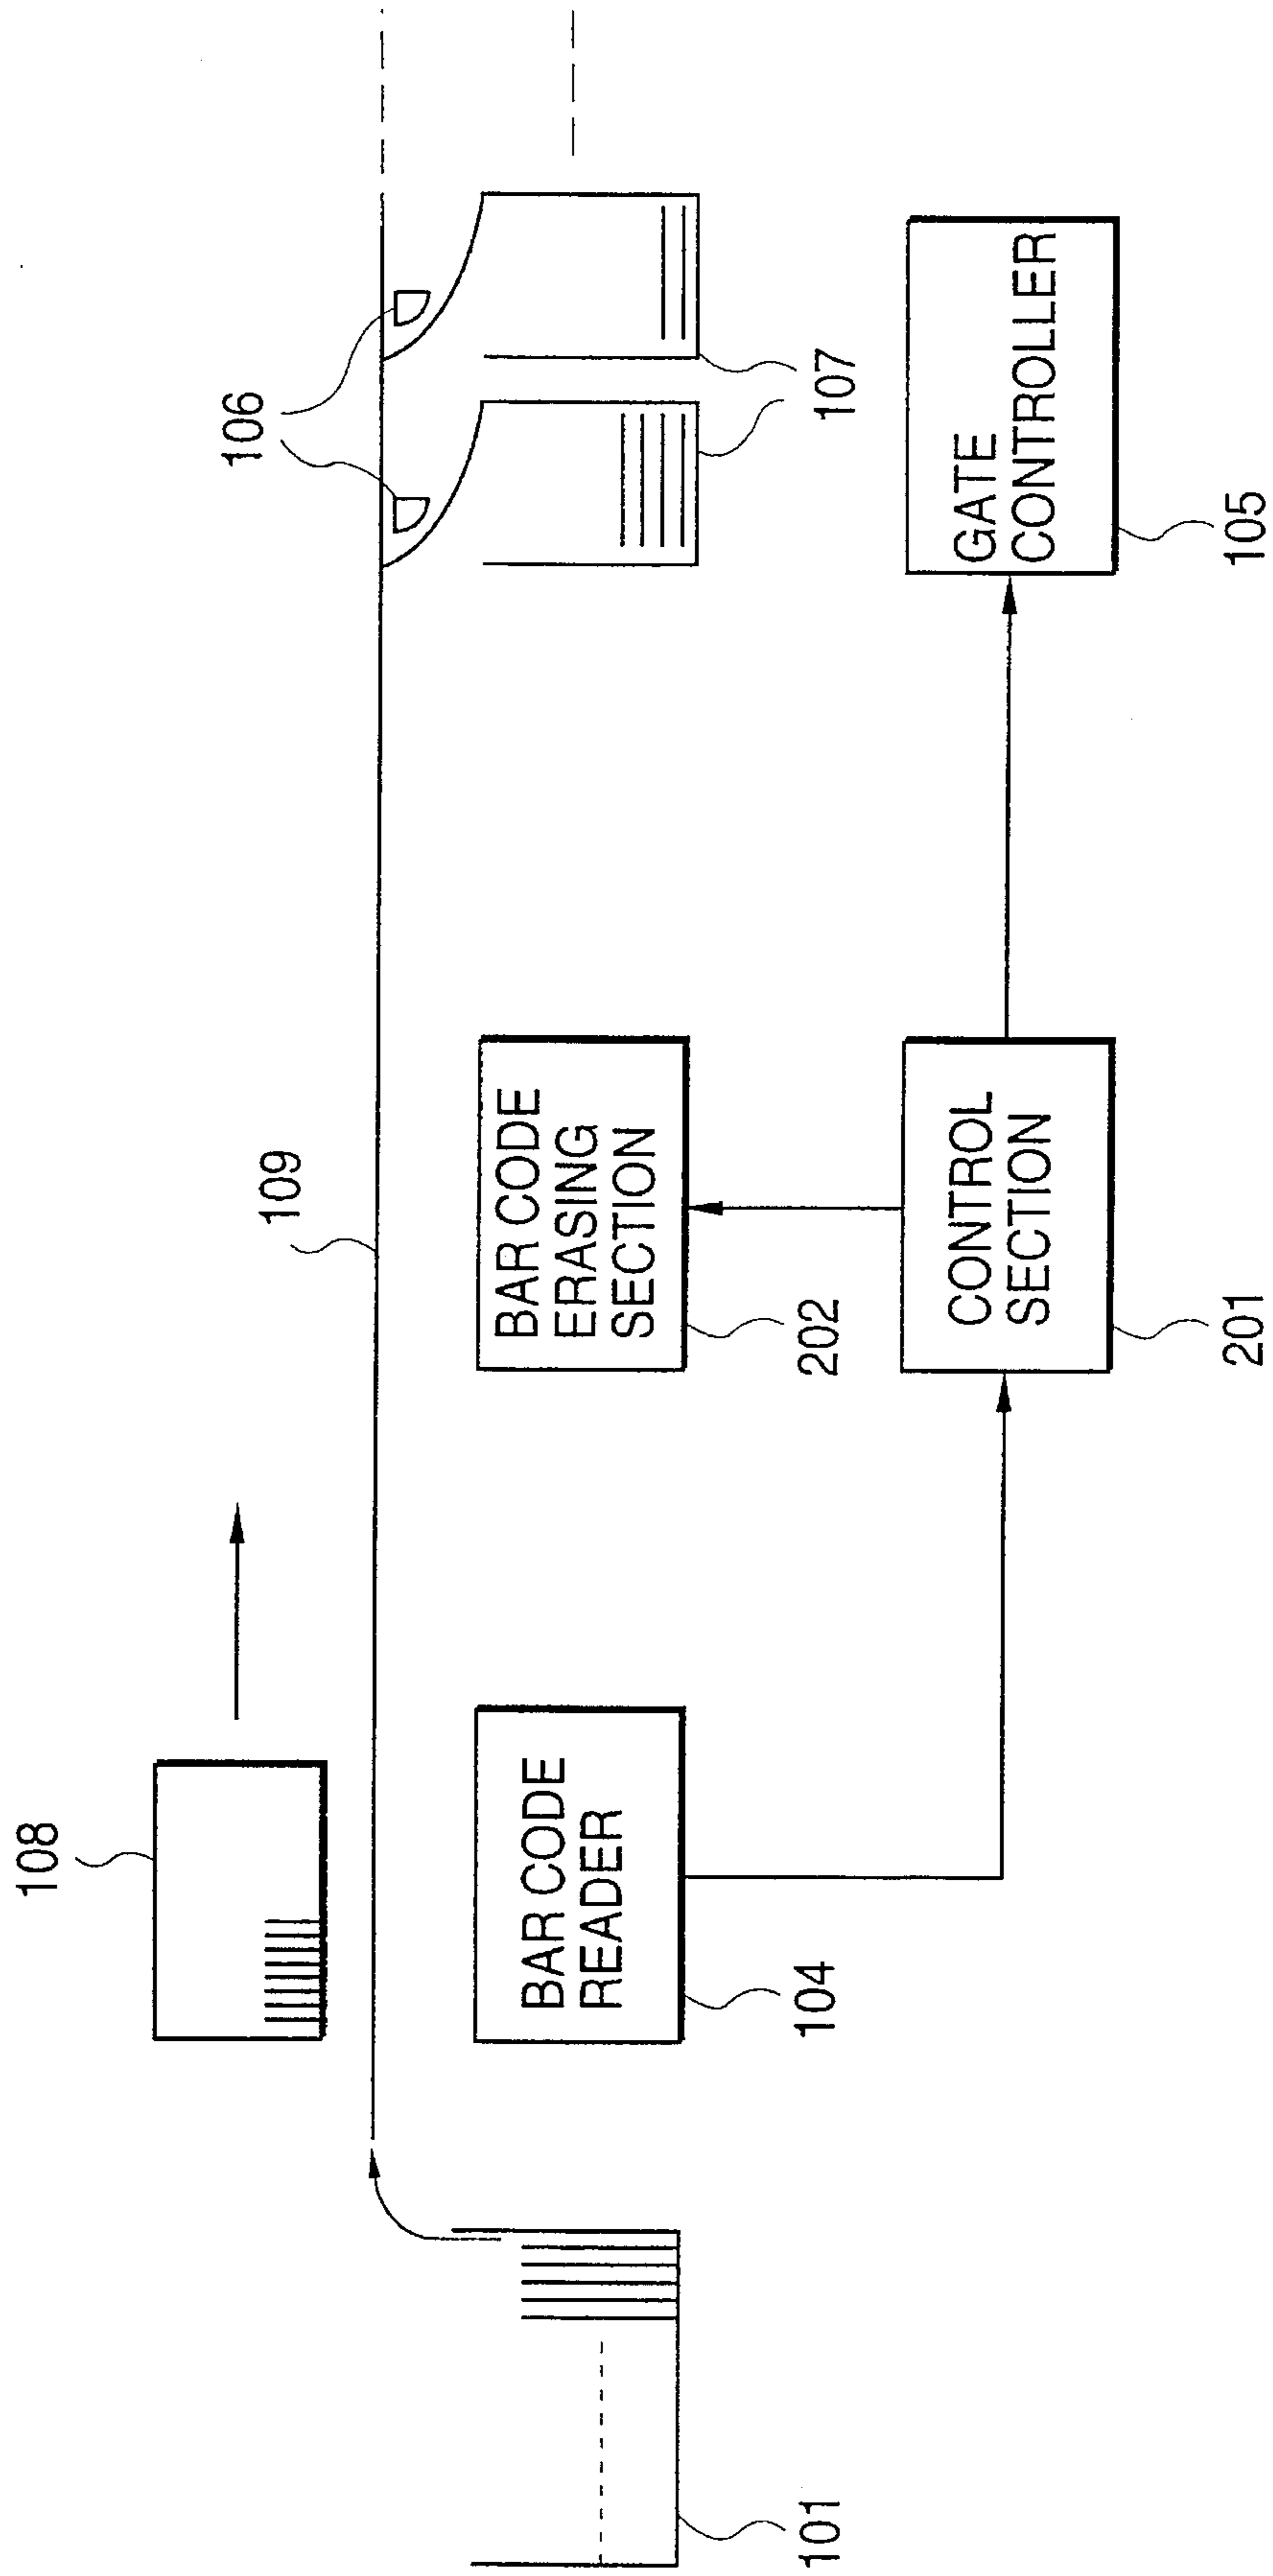 108
109
106
107
101
BAR CODE
READER
104
BAR CODE
ERASING
SECTION
202
CONTROL
SECTION
201
GATE
CONTROLLER
105